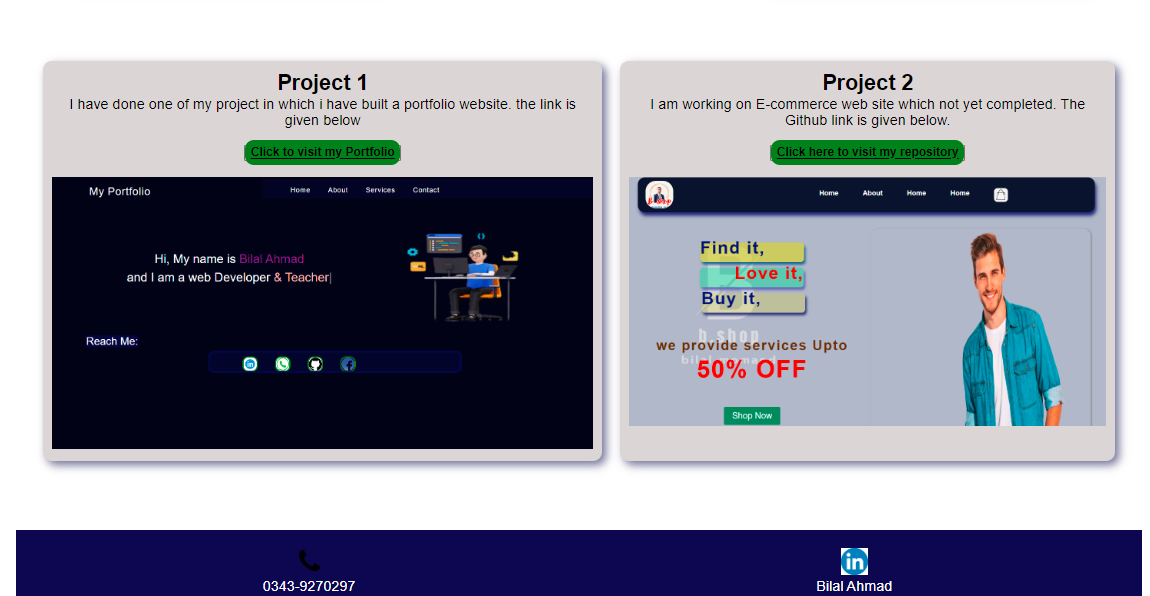 Project 1
I have done one of my project in which i have built a portfolio website. the link is
given below
Click to visit my Portfolio
My Portfolio
Home About Services Contact
Hi, My name is Bilal Ahmad
and I am a web Developer & Teacher|
Reach Me:
Project 2
I am working on E-commerce web site which not yet completed. The
Github link is given below.
Click here to visit my repository
Home About Home Home
Find it,
Love it,
Buy it,
b.shop
we provide services Upto
50% OFF
Shop Now
0343-9270297
in
Bilal Ahmad